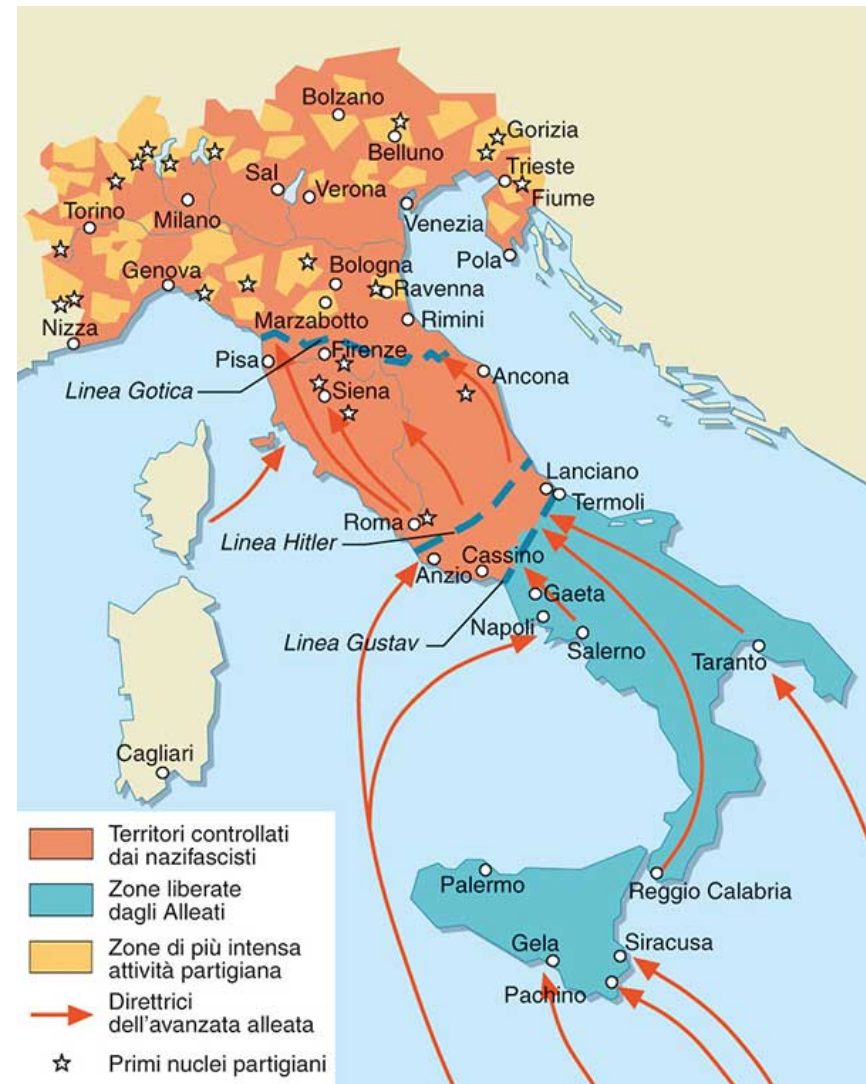 Bolzano
Belluno
Gorizia
Trieste
Fiume
Sal
Verona
Venezia
Torino
Milano
Pola
Genova
Bologna
Ravenna
Nizza
Marzabotto
Rimini
Pisa
Firenze
Linea Gotica
Siena
Ancona
Lanciano
Termoli
Roma
Linea Hitler
Anzio
Cassino
Gaeta
Linea Gustav
Napoli
Salerno
Taranto
Cagliari
Palermo
Reggio Calabria
Gela
Siracusa
Pachino
Territori controllati
dai nazifascisti
Zone liberate
dagli Alleati
Zone di più intensa
attività partigiana
Direttrici
dell'avanzata alleata
Primi nuclei partigiani